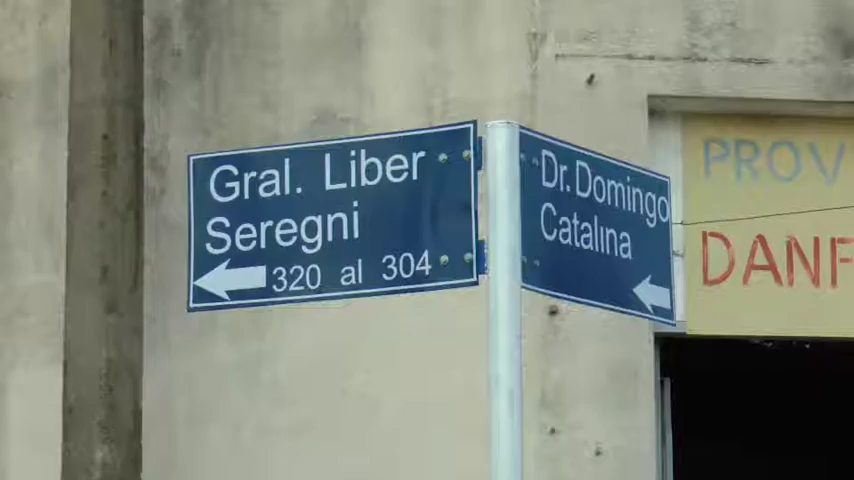 Gral. Liber
Seregni
320 al 304
Dr. Domingo
Catalina
PROV
DANF